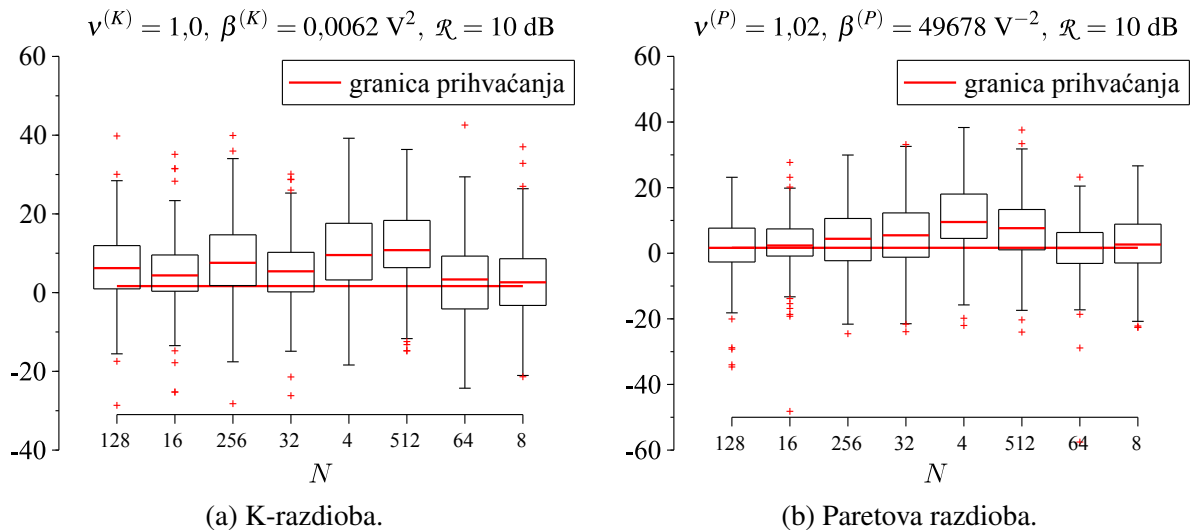 ν(K) = 1,0, β(K) = 0,0062 V², ℛ = 10 dB
60
40
20
0
-20
-40
granica prihvaćanja
128 16 256 32 4 512 64 8
N
(a) K-razdioba.
ν(P) = 1,02, β(P) = 49678 V⁻², ℛ = 10 dB
60
40
20
0
-20
-40
-60
granica prihvaćanja
128 16 256 32 4 512 64 8
N
(b) Paretova razdioba.